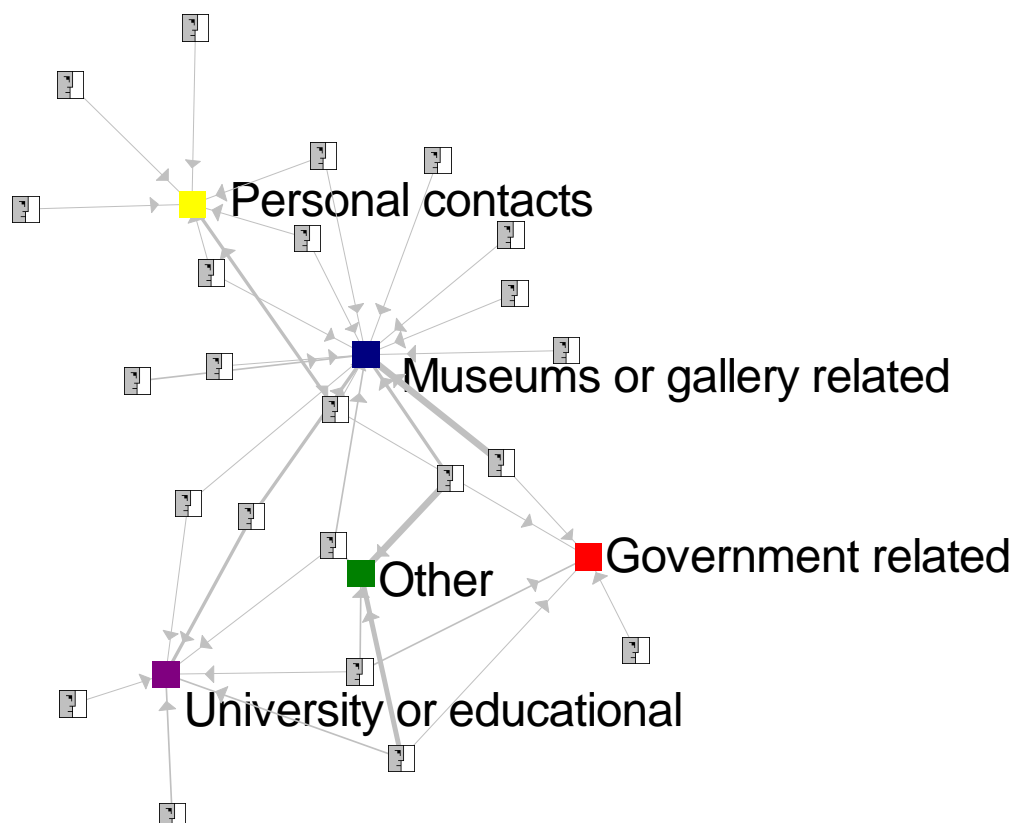 Personal contacts
Museums or gallery related
Government related
Other
University or educational